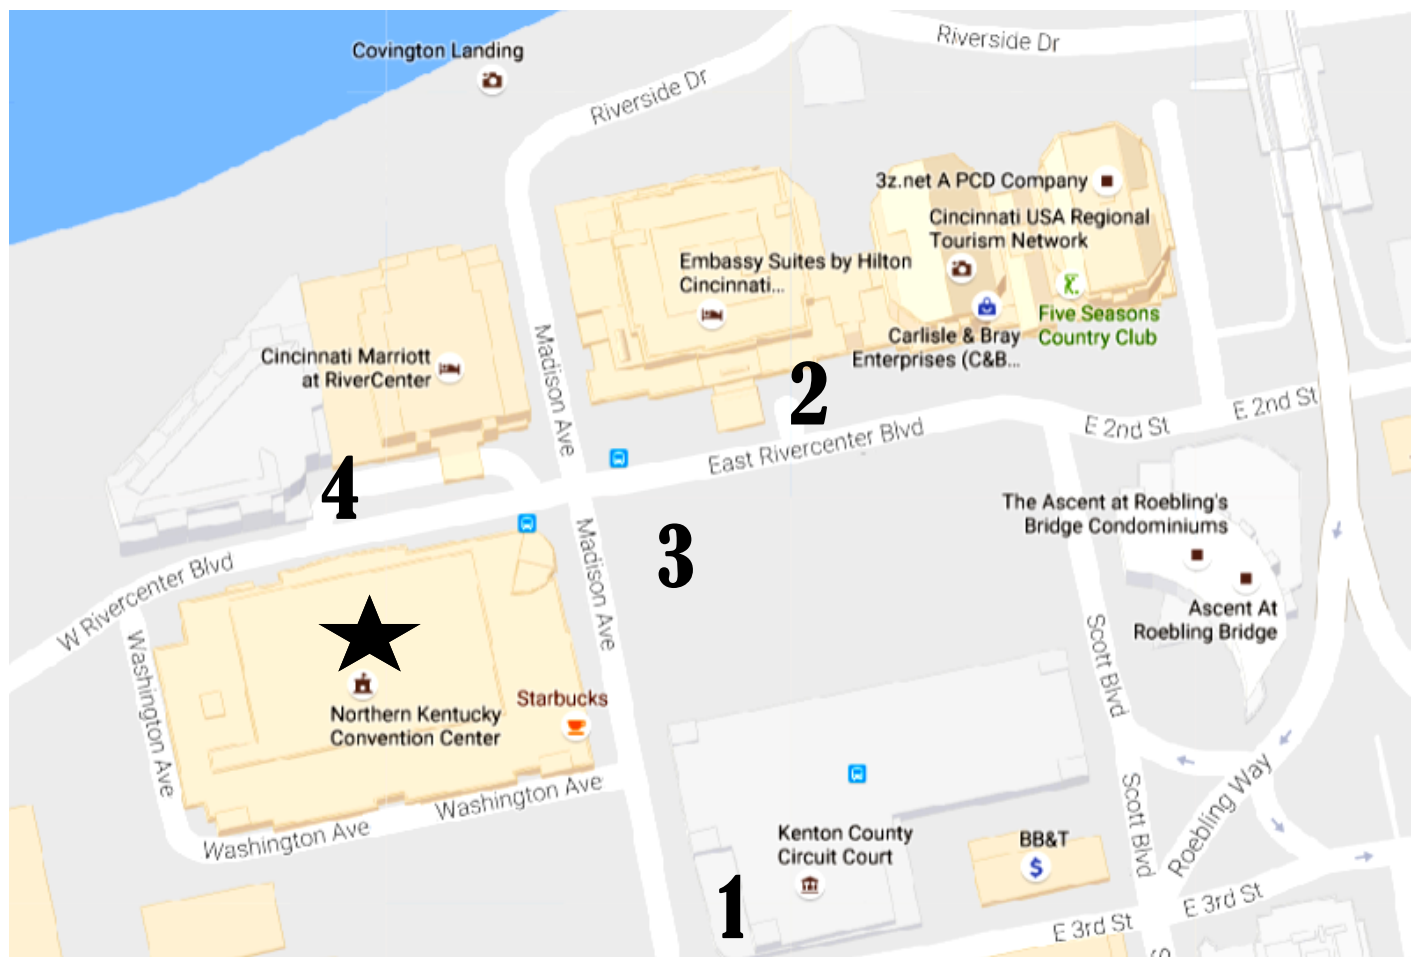 Covington Landing
Riverside Dr
Riverside Dr
3z.net A PCD Company
Cincinnati USA Regional
Tourism Network
Embassy Suites by Hilton
Cincinnati...
Five Seasons
Country Club
Carlisle & Bray
Enterprises (C&B...
Cincinnati Marriott
at RiverCenter
Madison Ave
2
E 2nd St
E 2nd St
East Rivercenter Blvd
4
3
The Ascent at Roebling's
Bridge Condominiums
W Rivercenter Blvd
Madison Ave
Ascent At
Roebling Bridge
Washington Ave
Scott Blvd
Starbucks
Northern Kentucky
Convention Center
Washington Ave
Washington Ave
Scott Blvd
Roebling Way
Kenton County
Circuit Court
BB&T
$
1
E 3rd St
E 3rd St
S